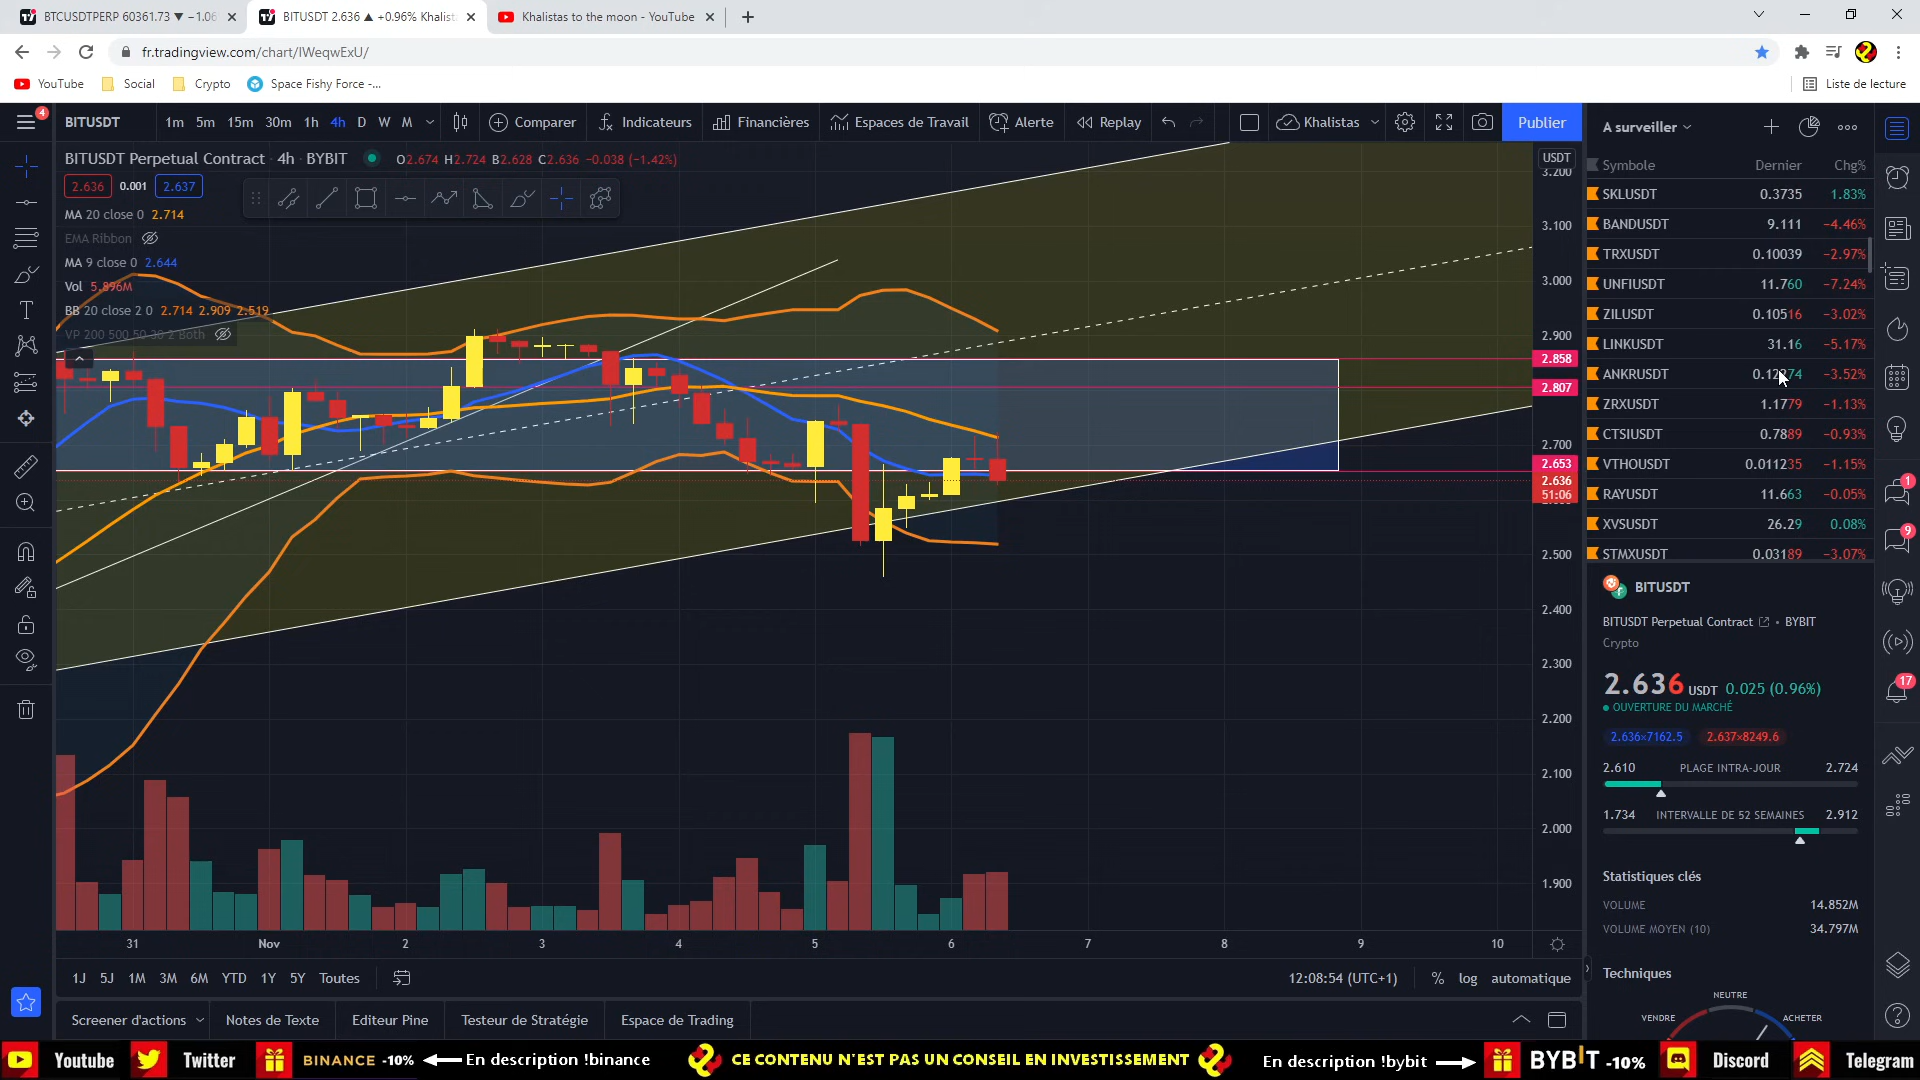 BTCUSDTPERP 60361.73 ▼ −1.06
BITUSDT 2.636 ▲ +0.96% Khalist
Khalistas to the moon - YouTube
fr.tradingview.com/chart/IWeqwExU/
YouTube
Social
Crypto
Space Fishy Force -...
Liste de lecture
4
BITUSDT
1m 5m 15m 30m 1h 4h D W M
Comparer
Indicateurs
Financières
Espaces de Travail
Alerte
Replay
Khalistas
Publier
BITUSDT Perpetual Contract · 4h · BYBIT
O2.674 H2.724 B2.628 C2.636 −0.038 (−1.42%)
2.636 0.001 2.637
MA 20 close 0 2.714
EMA Ribbon
MA 9 close 0 2.644
Vol 5.896M
BB 20 close 2 0 2.714 2.909 2.519
VP 200 500 50 30 2 Both
USDT
3.200
3.100
3.000
2.900
2.858
2.807
2.700
2.653
2.636
51:06
2.500
2.400
2.300
2.200
2.100
2.000
1.900
31 Nov 2 3 4 5 6 7 8 9 10
1J 5J 1M 3M 6M YTD 1Y 5Y Toutes
12:08:54 (UTC+1)
% log automatique
Screener d'actions
Notes de Texte
Editeur Pine
Testeur de Stratégie
Espace de Trading
A surveiller
Symbole Dernier Chg%
SKLUSDT 0.3735 1.83%
BANDUSDT 9.111 −4.46%
TRXUSDT 0.10039 −2.97%
UNFIUSDT 11.760 −7.24%
ZILUSDT 0.10516 −3.02%
LINKUSDT 31.16 −5.17%
ANKRUSDT −3.52%
ZRXUSDT 1.1779 −1.13%
CTSIUSDT 0.7889 −0.93%
VTHOUSDT 0.011235 −1.15%
RAYUSDT 11.663 −0.05%
XVSUSDT 26.29 0.08%
STMXUSDT 0.03189 −3.07%
BITUSDT
BITUSDT Perpetual Contract · BYBIT
Crypto
2.636 USDT 0.025 (0.96%)
OUVERTURE DU MARCHÉ
2.636×7162.5 2.637×8249.6
2.610 PLAGE INTRA-JOUR 2.724
1.734 INTERVALLE DE 52 SEMAINES 2.912
Statistiques clés
VOLUME 14.852M
VOLUME MOYEN (10) 34.797M
Techniques
NEUTRE
VENDRE ACHETER
1
9
17
Youtube
Twitter
BINANCE -10%
En description !binance
CE CONTENU N'EST PAS UN CONSEIL EN INVESTISSEMENT
En description !bybit
BYBIT -10%
Discord
Telegram